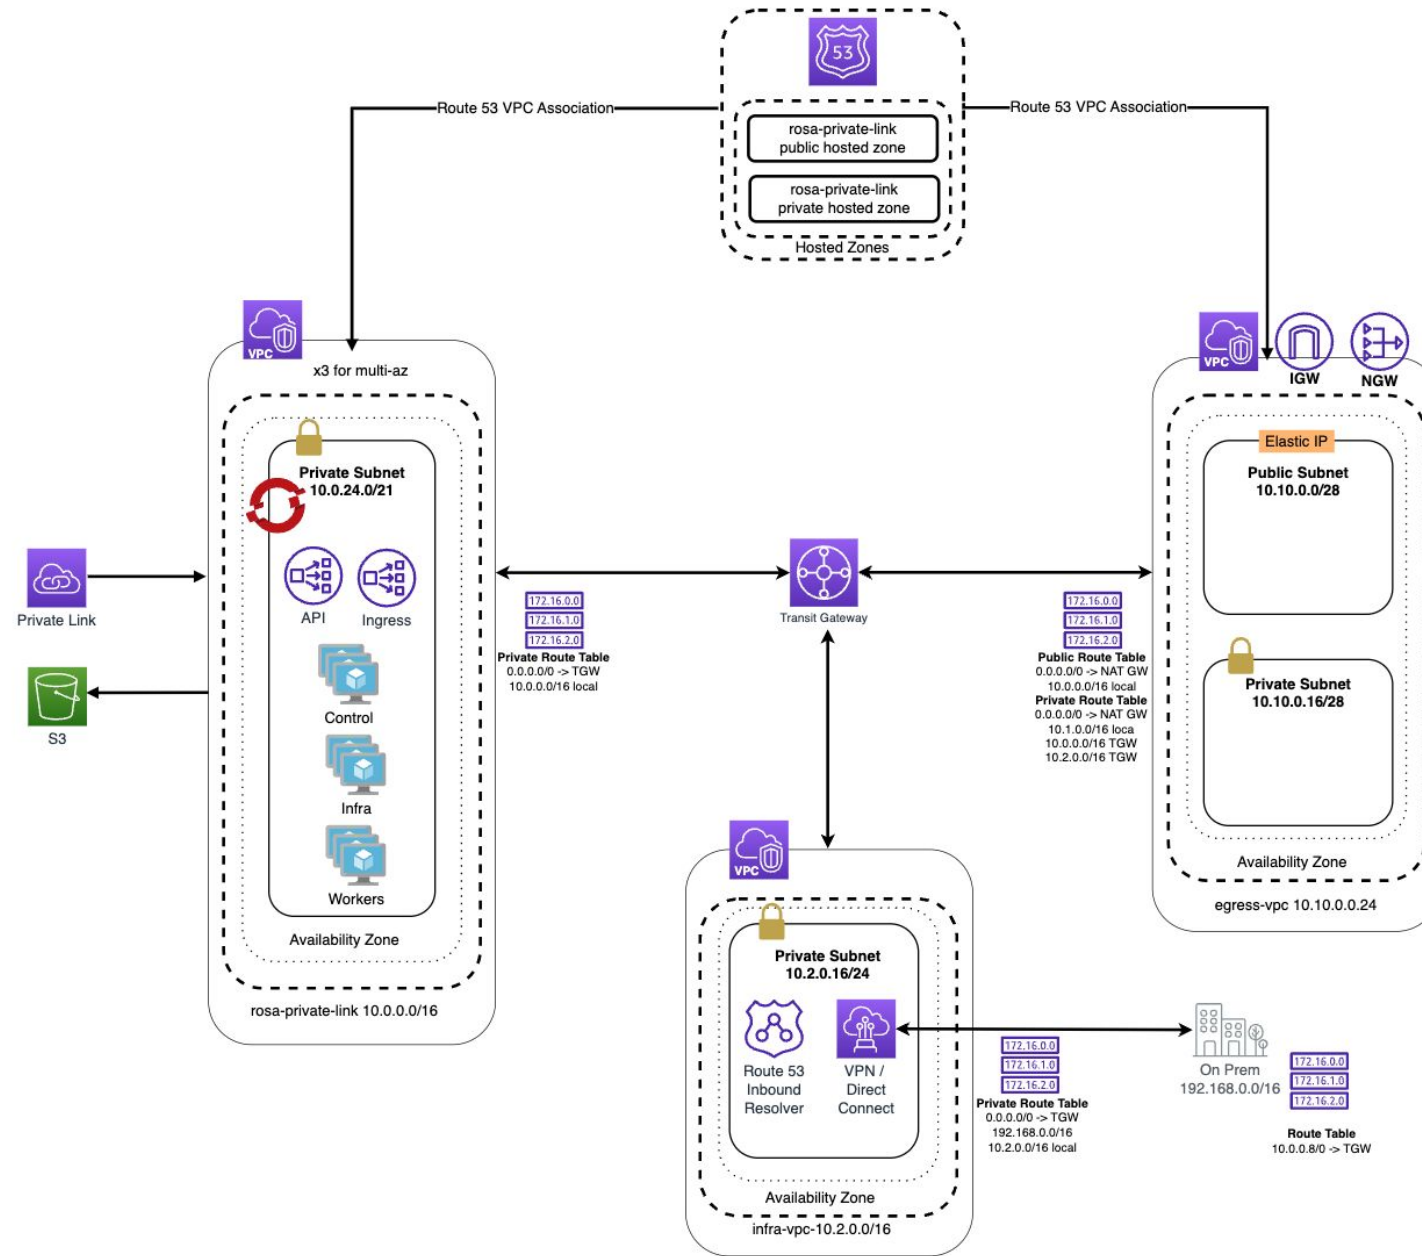 53
Route 53 VPC Association
Route 53 VPC Association
rosa-private-link
public hosted zone
rosa-private-link
private hosted zone
Hosted Zones
VPC
x3 for multi-az
Private Subnet
10.0.24.0/21
API
Ingress
Control
Infra
Workers
Availability Zone
rosa-private-link 10.0.0.0/16
Private Link
S3
172.16.0.0
172.16.1.0
172.16.2.0
Private Route Table
0.0.0.0/0 -> TGW
10.0.0.0/16 local
Transit Gateway
172.16.0.0
172.16.1.0
172.16.2.0
Public Route Table
0.0.0.0/0 -> NAT GW
10.0.0.0/16 local
Private Route Table
0.0.0.0/0 -> NAT GW
10.1.0.0/16 loca
10.0.0.0/16 TGW
10.2.0.0/16 TGW
VPC
IGW
NGW
Elastic IP
Public Subnet
10.10.0.0/28
Private Subnet
10.10.0.16/28
Availability Zone
egress-vpc 10.10.0.0.24
VPC
Private Subnet
10.2.0.16/24
Route 53
Inbound
Resolver
VPN /
Direct
Connect
Availability Zone
infra-vpc-10.2.0.0/16
172.16.0.0
172.16.1.0
172.16.2.0
Private Route Table
0.0.0.0/0 -> TGW
192.168.0.0/16
10.2.0.0/16 local
On Prem
192.168.0.0/16
172.16.0.0
172.16.1.0
172.16.2.0
Route Table
10.0.0.8/0 -> TGW